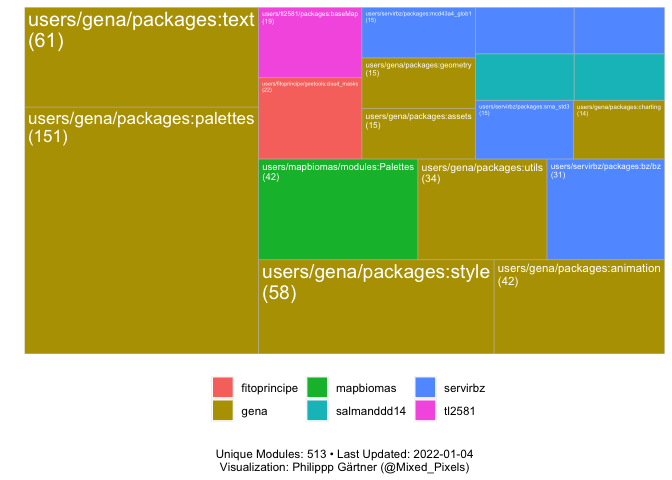 users/gena/packages:text
(61)
users/gena/packages:palettes
(151)
users/tl2581/packages:baseMap
(19)
users/fitoprincipe/geetools:cloud_masks
(22)
users/servirbz/packages:mcd43a4_glob1
(15)
users/gena/packages:geometry
(15)
users/gena/packages:assets
(15)
users/servirbz/packages:sma_std3
(15)
users/gena/packages:charting
(14)
users/mapbiomas/modules:Palettes
(42)
users/gena/packages:utils
(34)
users/servirbz/packages:bz/bz
(31)
users/gena/packages:style
(58)
users/gena/packages:animation
(42)
fitoprincipe
mapbiomas
servirbz
gena
salmanddd14
tl2581
Unique Modules: 513 • Last Updated: 2022-01-04
Visualization: Philippp Gärtner (@Mixed_Pixels)